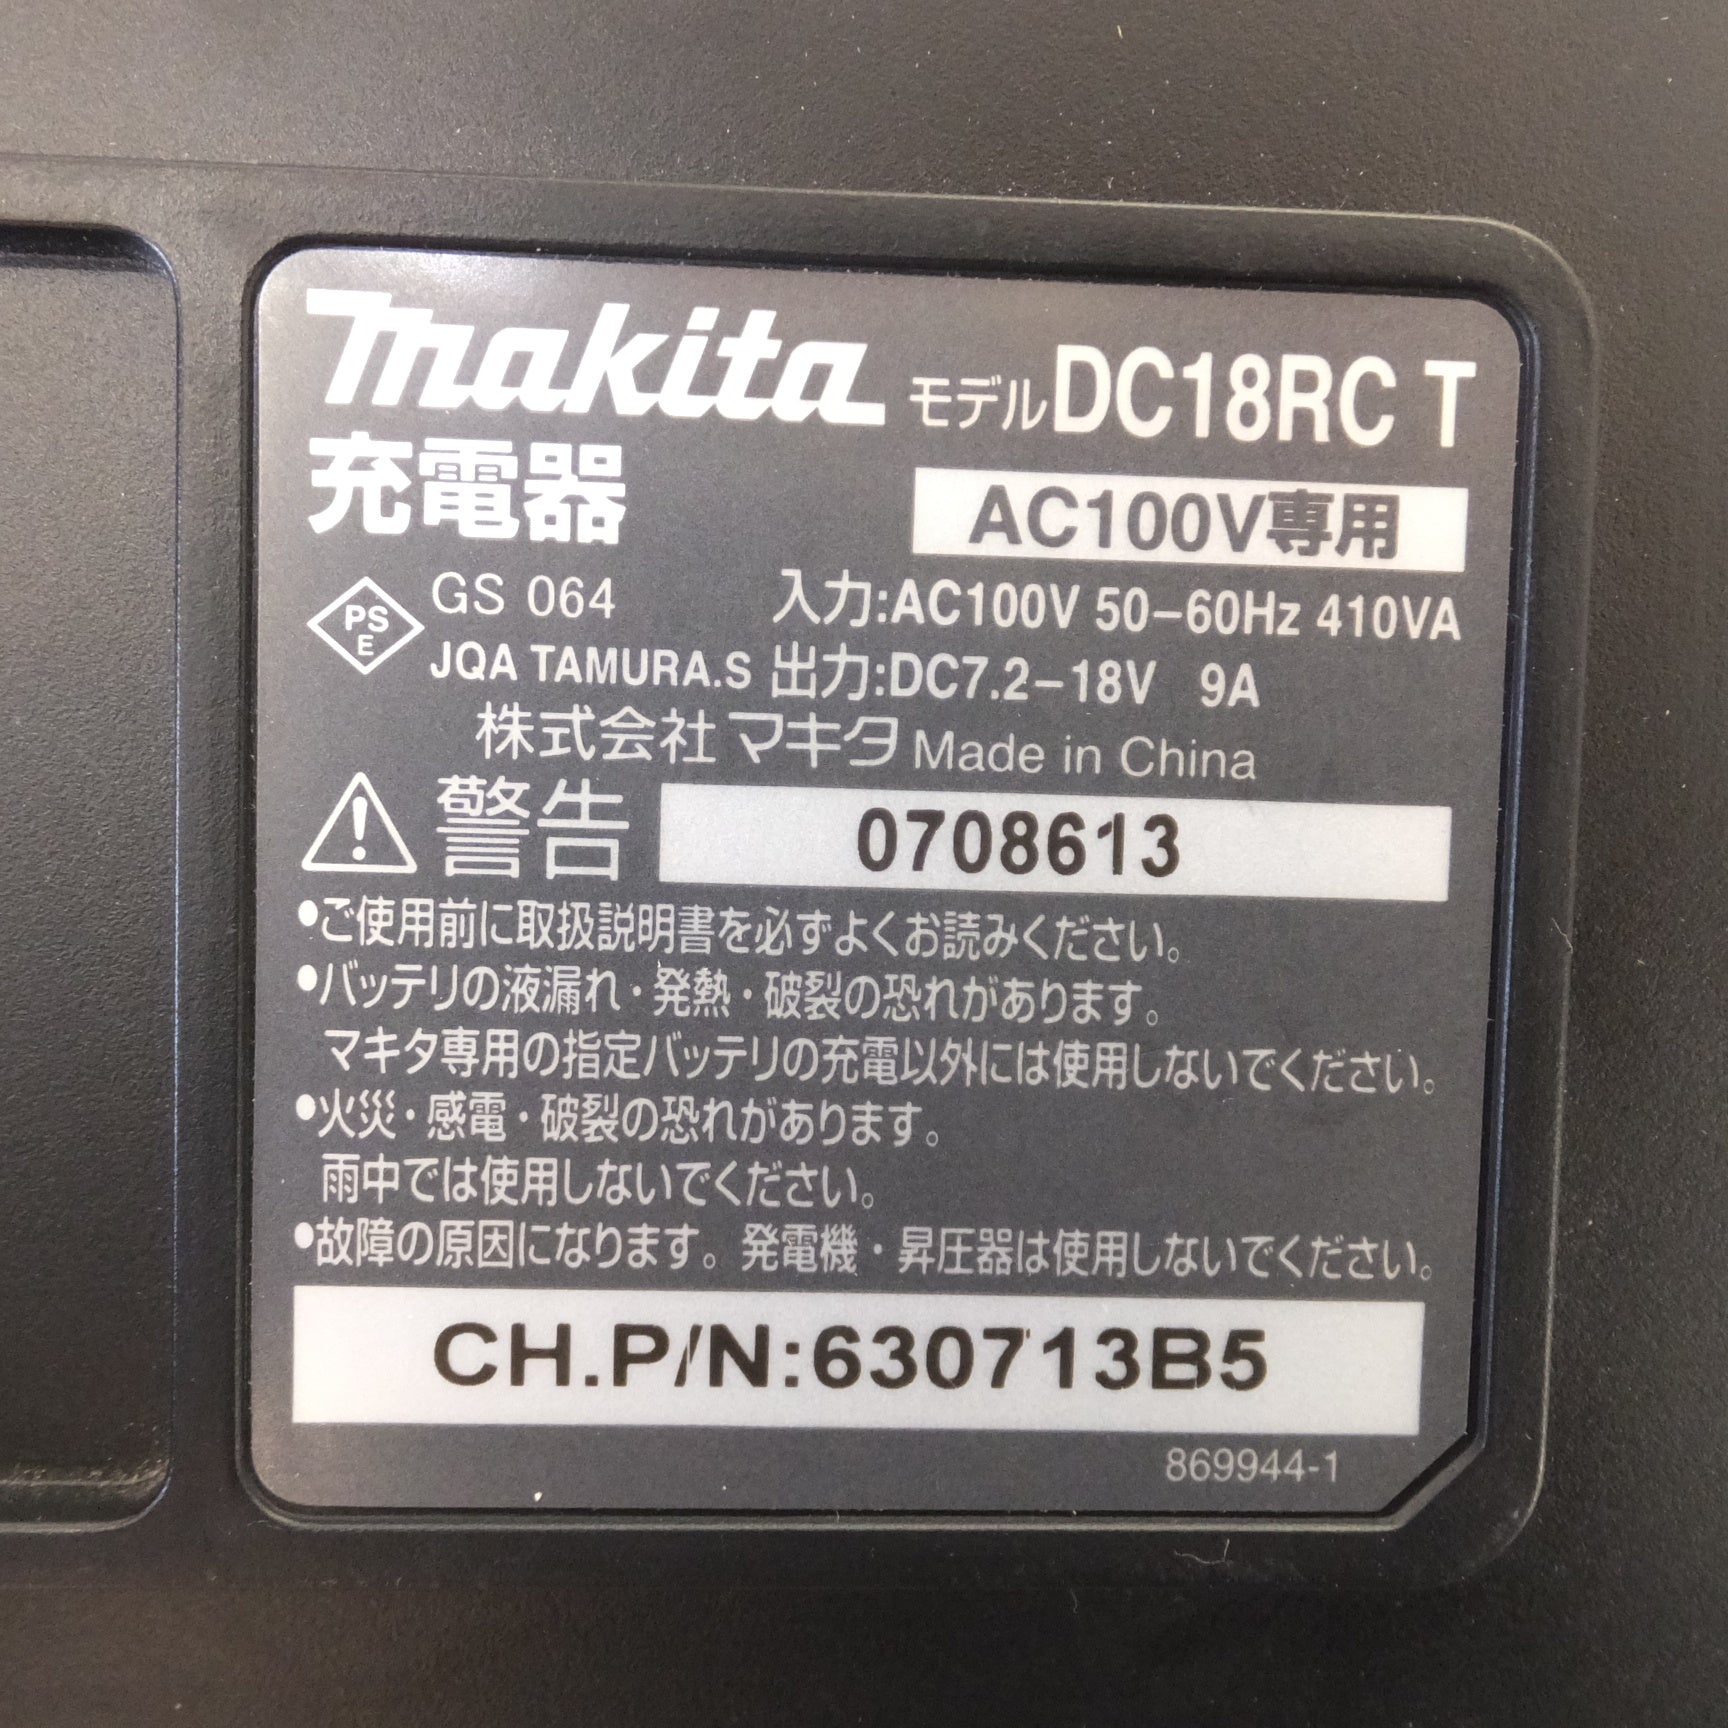 makita モデル DC18RC T
充電器
AC100V専用
PS
E
GS 064
JQA TAMURA.S
入力:AC100V 50−60Hz 410VA
出力:DC7.2−18V 9A
株式会社マキタ Made in China
警告 0708613
•ご使用前に取扱説明書を必ずよくお読みください。
•バッテリの液漏れ・発熱・破裂の恐れがあります。
マキタ専用の指定バッテリの充電以外には使用しないでください。
•火災・感電・破裂の恐れがあります。
雨中では使用しないでください。
•故障の原因になります。発電機・昇圧器は使用しないでください。
CH.P/N:630713B5
869944-1